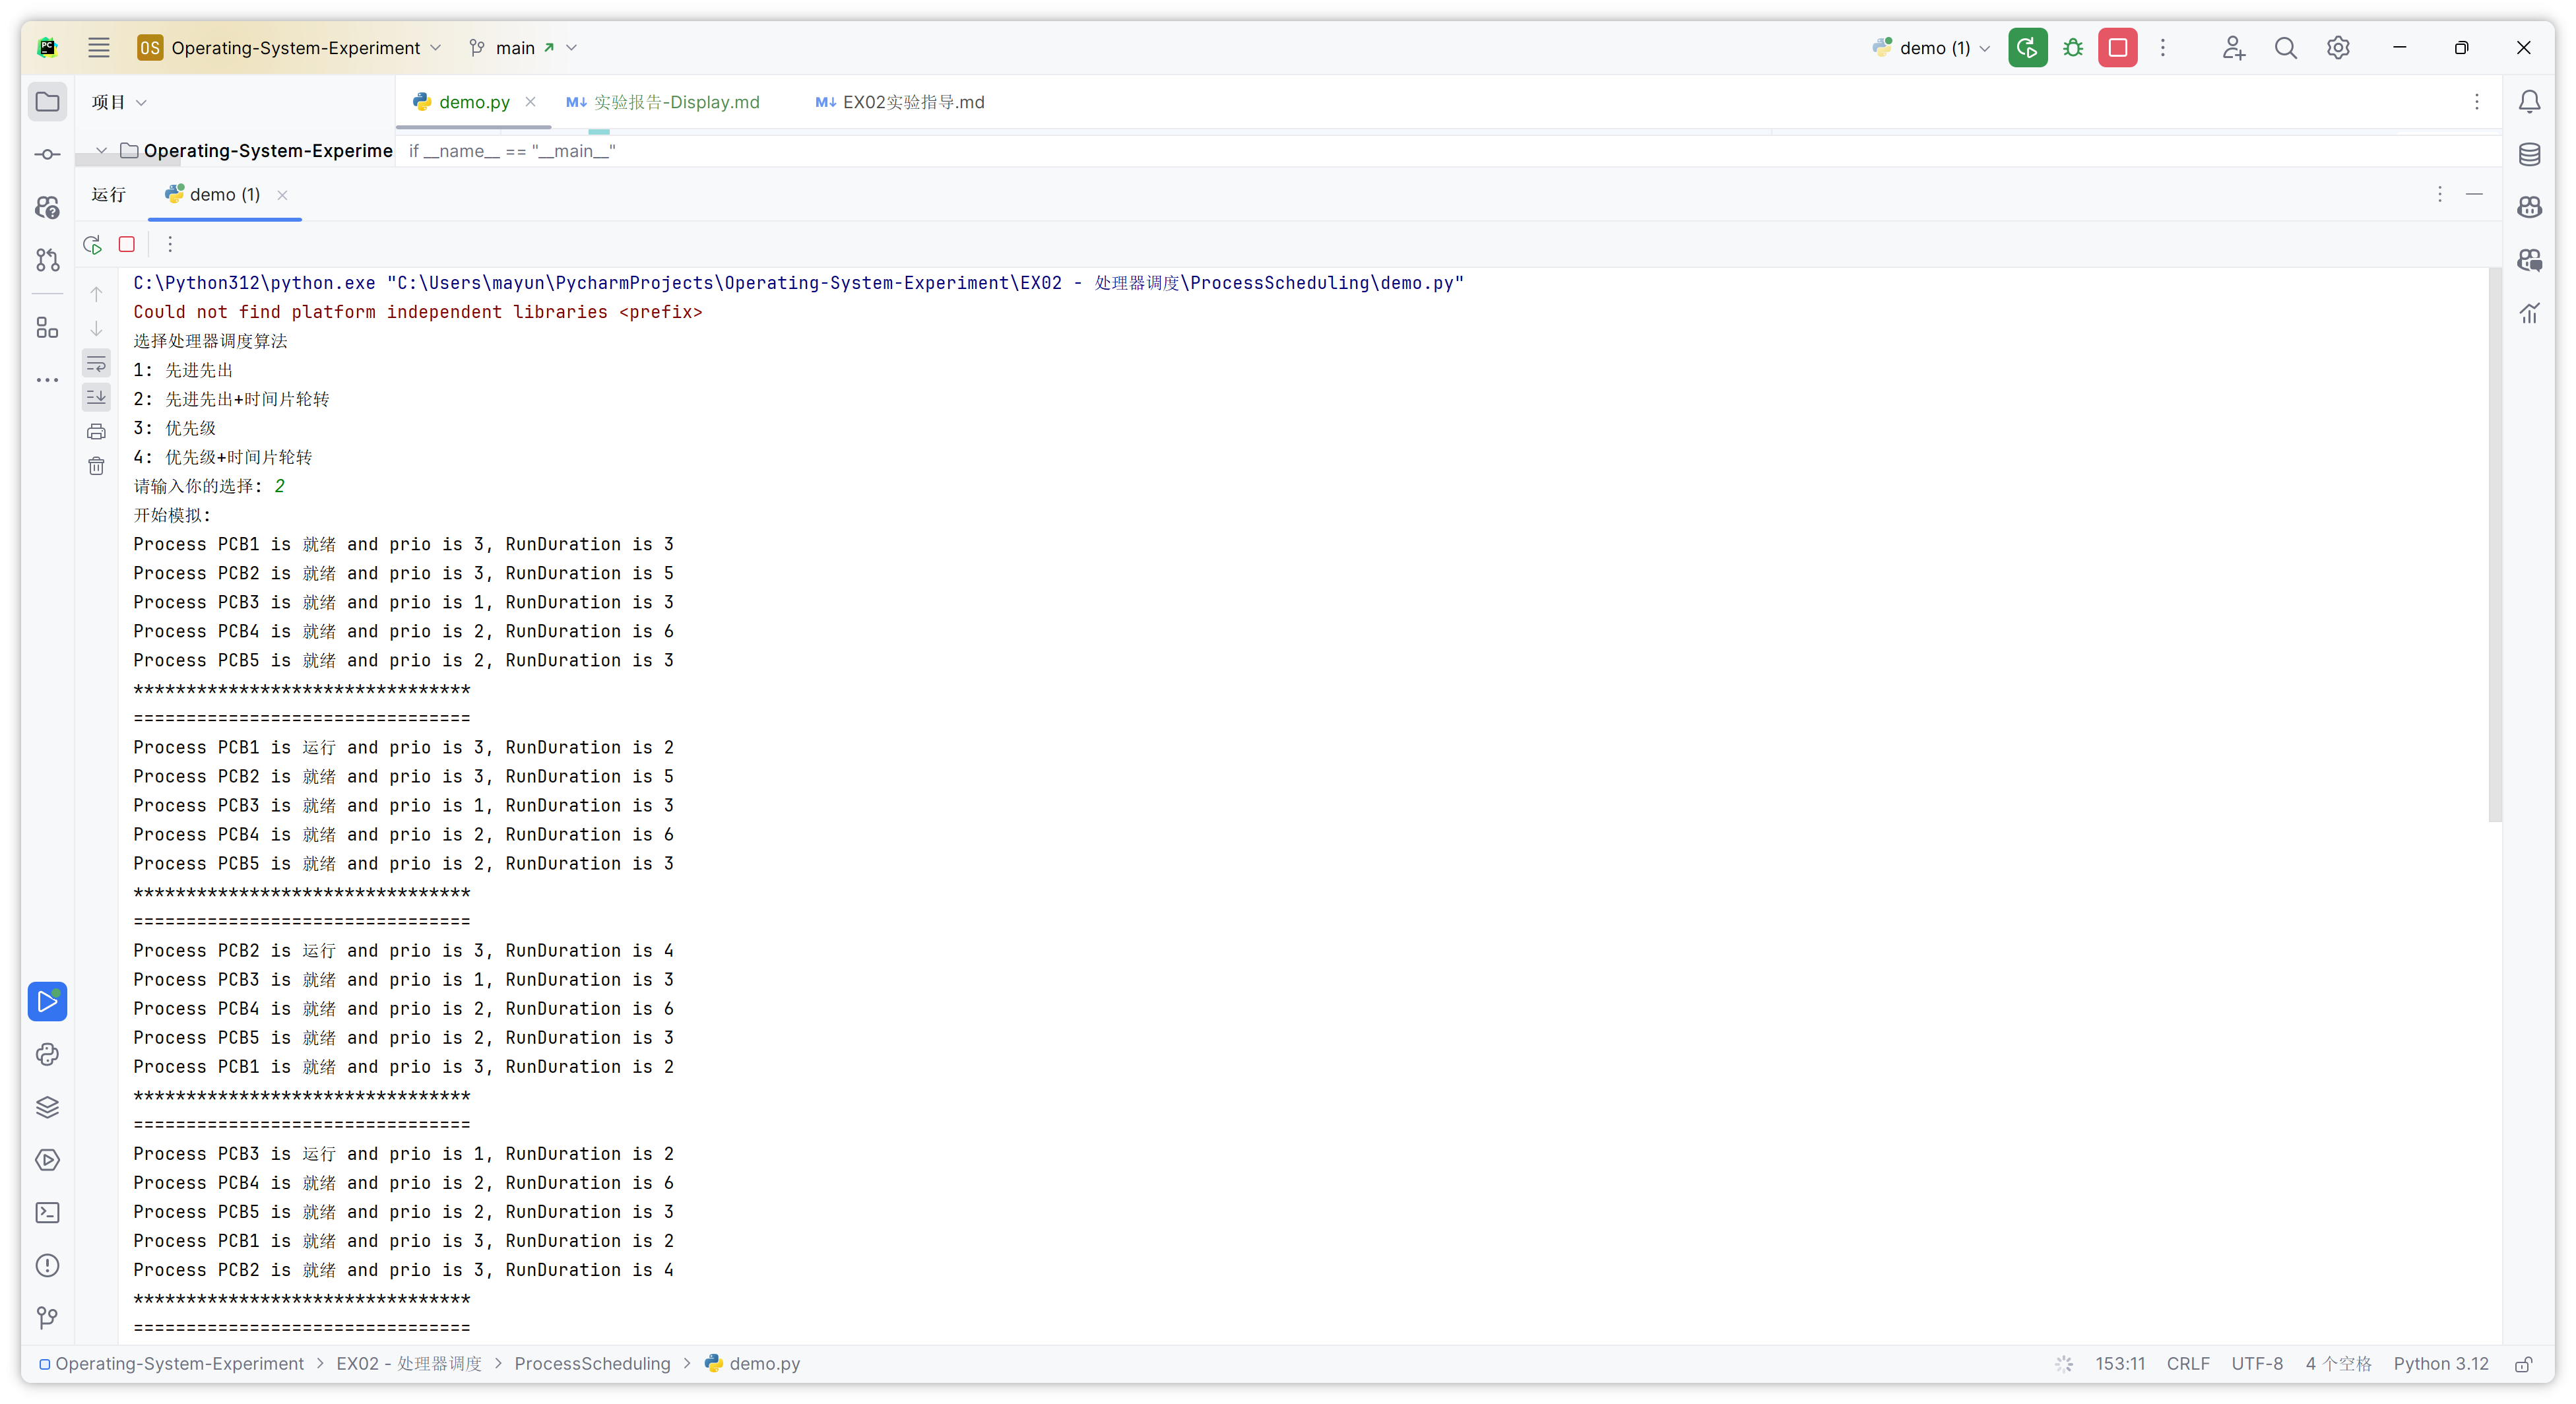 PC
OS Operating-System-Experiment main demo (1)
项目 demo.py M↓ 实验报告-Display.md M↓ EX02实验指导.md
Operating-System-Experime if __name__ == "__main__"
运行 demo (1)
C:\Python312\python.exe "C:\Users\mayun\PycharmProjects\Operating-System-Experiment\EX02 - 处理器调度\ProcessScheduling\demo.py"
Could not find platform independent libraries <prefix>
选择处理器调度算法
1: 先进先出
2: 先进先出+时间片轮转
3: 优先级
4: 优先级+时间片轮转
请输入你的选择: 2
开始模拟:
Process PCB1 is 就绪 and prio is 3, RunDuration is 3
Process PCB2 is 就绪 and prio is 3, RunDuration is 5
Process PCB3 is 就绪 and prio is 1, RunDuration is 3
Process PCB4 is 就绪 and prio is 2, RunDuration is 6
Process PCB5 is 就绪 and prio is 2, RunDuration is 3
********************************
================================
Process PCB1 is 运行 and prio is 3, RunDuration is 2
Process PCB2 is 就绪 and prio is 3, RunDuration is 5
Process PCB3 is 就绪 and prio is 1, RunDuration is 3
Process PCB4 is 就绪 and prio is 2, RunDuration is 6
Process PCB5 is 就绪 and prio is 2, RunDuration is 3
********************************
================================
Process PCB2 is 运行 and prio is 3, RunDuration is 4
Process PCB3 is 就绪 and prio is 1, RunDuration is 3
Process PCB4 is 就绪 and prio is 2, RunDuration is 6
Process PCB5 is 就绪 and prio is 2, RunDuration is 3
Process PCB1 is 就绪 and prio is 3, RunDuration is 2
********************************
================================
Process PCB3 is 运行 and prio is 1, RunDuration is 2
Process PCB4 is 就绪 and prio is 2, RunDuration is 6
Process PCB5 is 就绪 and prio is 2, RunDuration is 3
Process PCB1 is 就绪 and prio is 3, RunDuration is 2
Process PCB2 is 就绪 and prio is 3, RunDuration is 4
********************************
================================
Operating-System-Experiment > EX02 - 处理器调度 > ProcessScheduling > demo.py 153:11 CRLF UTF-8 4 个空格 Python 3.12